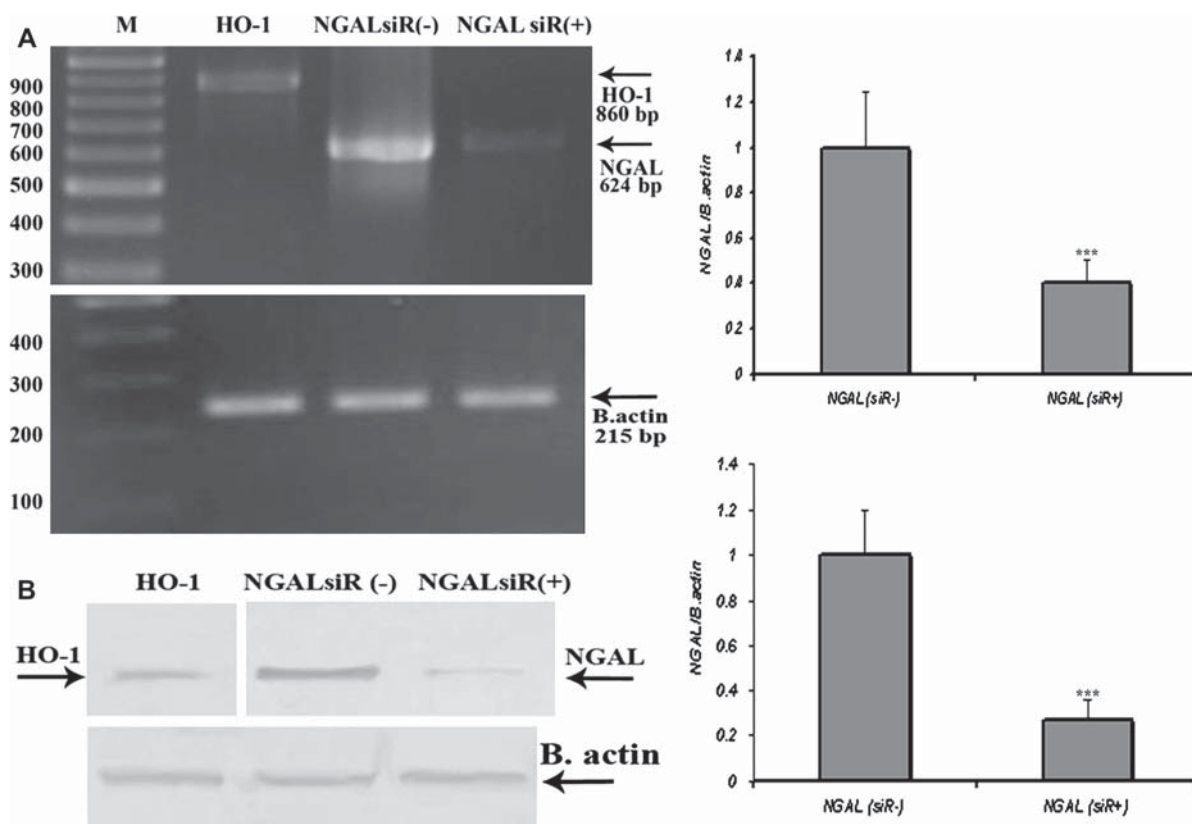 A
M HO-1 NGALsiR(-) NGAL siR(+)
900
800
700
600
500
400
300
HO-1
860 bp
NGAL
624 bp
400
300
200
100
B.actin
215 bp
B
HO-1 NGALsiR (-) NGALsiR(+)
HO-1
NGAL
B. actin
NGAL/B.actin
1.4
1.2
1
0.8
0.6
0.4
0.2
0
***
NGAL(siR-) NGAL(siR+)
NGAL/B.actin
1.4
1.2
1
0.8
0.6
0.4
0.2
0
***
NGAL (siR-) NGAL (siR+)